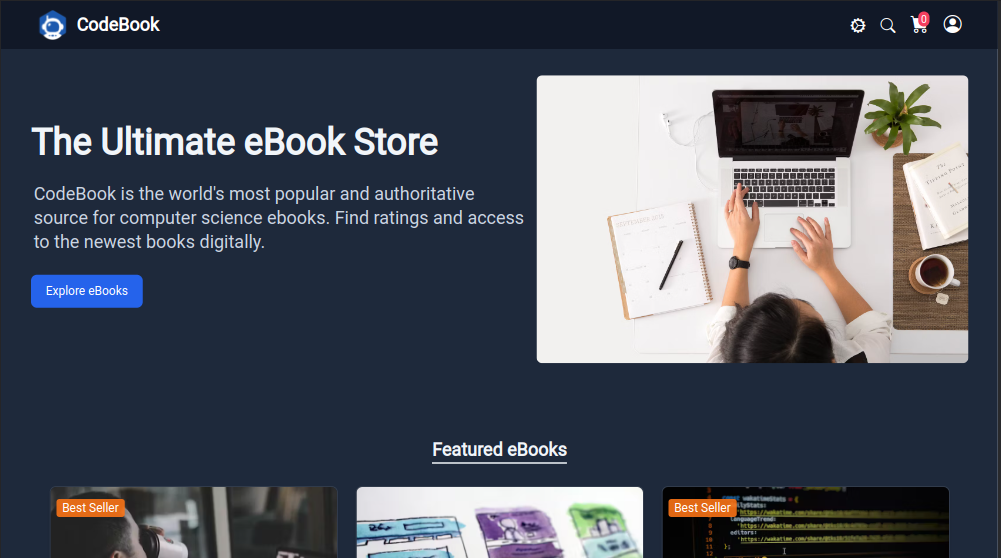 CodeBook
0
The Ultimate eBook Store
CodeBook is the world's most popular and authoritative
source for computer science ebooks. Find ratings and access
to the newest books digitally.
Explore eBooks
Featured eBooks
Best Seller
Best Seller